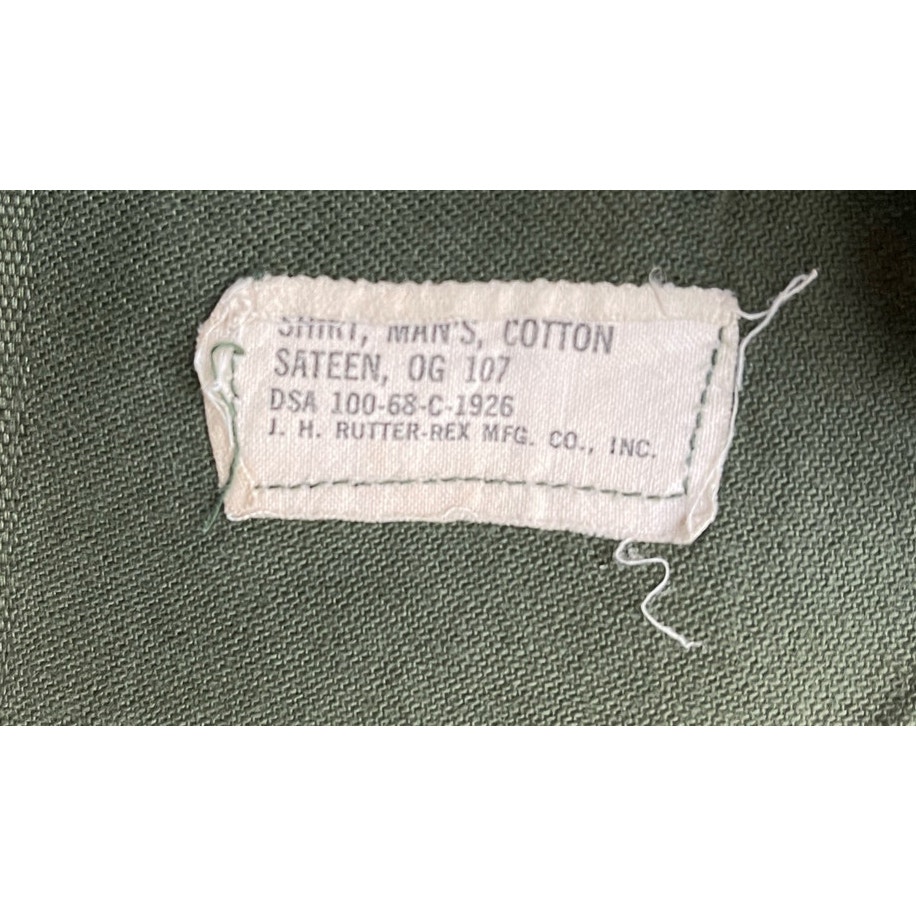 SHIRT, MAN'S, COTTON
SATEEN, OG 107
DSA 100-68-C-1926
J. H. RUTTER-REX MFG. CO., INC.